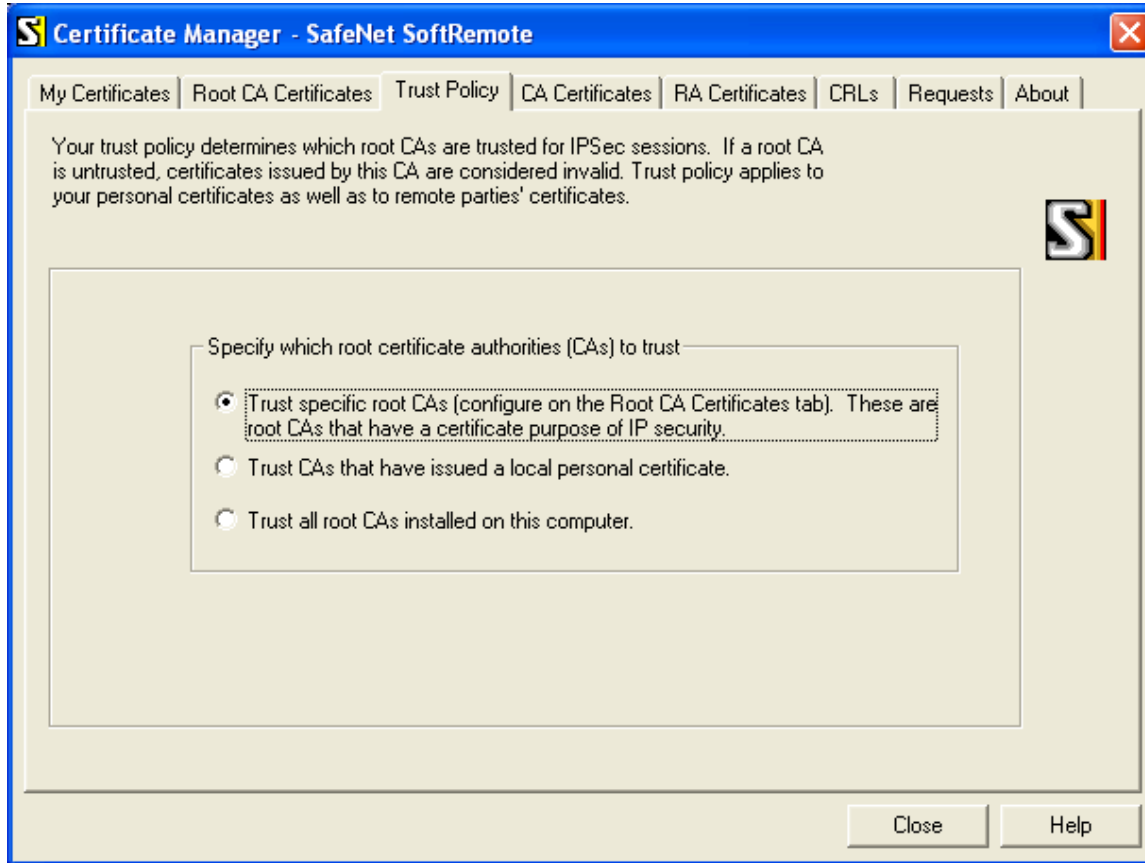 Certificate Manager - SafeNet SoftRemote
My Certificates
Root CA Certificates
Trust Policy
CA Certificates
RA Certificates
CRLs
Requests
About
Your trust policy determines which root CAs are trusted for IPSec sessions. If a root CA
is untrusted, certificates issued by this CA are considered invalid. Trust policy applies to
your personal certificates as well as to remote parties' certificates.
Specify which root certificate authorities (CAs) to trust
Trust specific root CAs (configure on the Root CA Certificates tab). These are
root CAs that have a certificate purpose of IP security.
Trust CAs that have issued a local personal certificate.
Trust all root CAs installed on this computer.
Close
Help